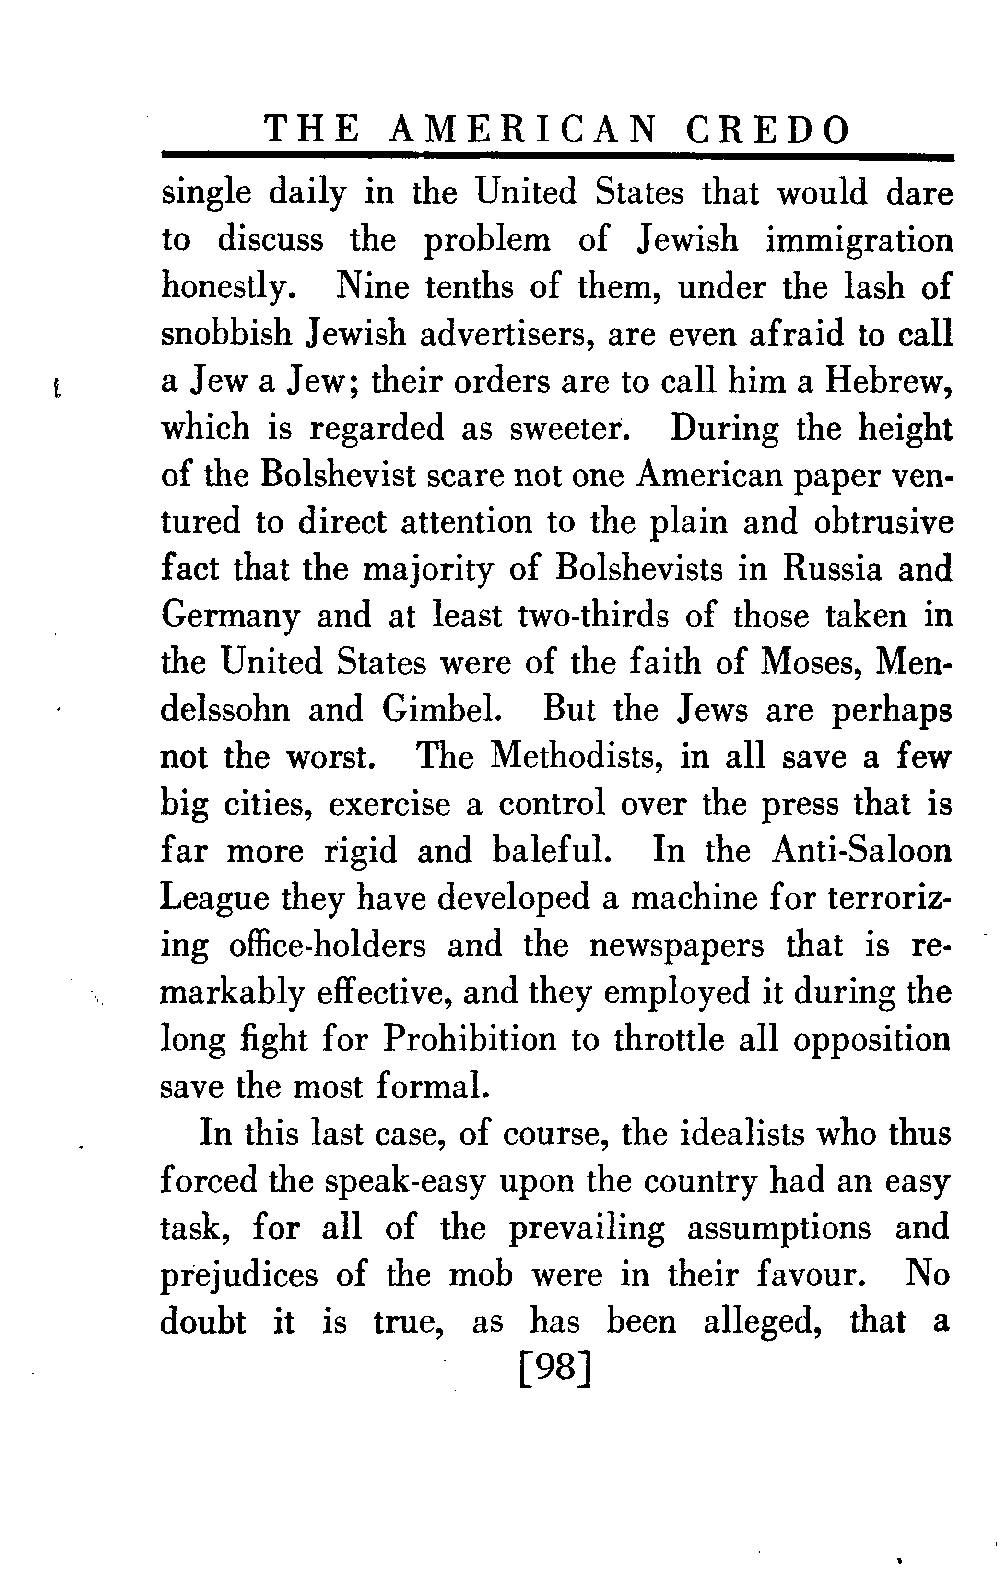 THE AMERICAN CREDO
single daily in the United States that would dare
to discuss the problem of Jewish immigration
honestly. Nine tenths of them, under the lash of
snobbish Jewish advertisers, are even afraid to call
a Jew a Jew; their orders are to call him a Hebrew,
which is regarded as sweeter. During the height
of the Bolshevist scare not one American paper ven-
tured to direct attention to the plain and obtrusive
fact that the majority of Bolshevists in Russia and
Germany and at least two-thirds of those taken in
the United States were of the faith of Moses, Men-
delssohn and Gimbel. But the Jews are perhaps
not the worst. The Methodists, in all save a few
big cities, exercise a control over the press that is
far more rigid and baleful. In the Anti-Saloon
League they have developed a machine for terroriz-
ing office-holders and the newspapers that is re-
markably effective, and they employed it during the
long fight for Prohibition to throttle all opposition
save the most formal.
In this last case, of course, the idealists who thus
forced the speak-easy upon the country had an easy
task, for all of the prevailing assumptions and
prejudices of the mob were in their favour. No
doubt it is true, as has been alleged, that a
[98]